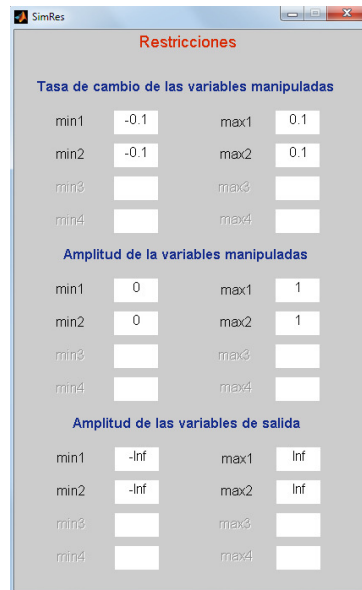 SimRes
Restricciones
Tasa de cambio de las variables manipuladas
min1 -0.1 max1 0.1
min2 -0.1 max2 0.1
min3 max3
min4 max4
Amplitud de la variables manipuladas
min1 0 max1 1
min2 0 max2 1
min3 max3
min4 max4
Amplitud de las variables de salida
min1 -Inf max1 Inf
min2 -Inf max2 Inf
min3 max3
min4 max4